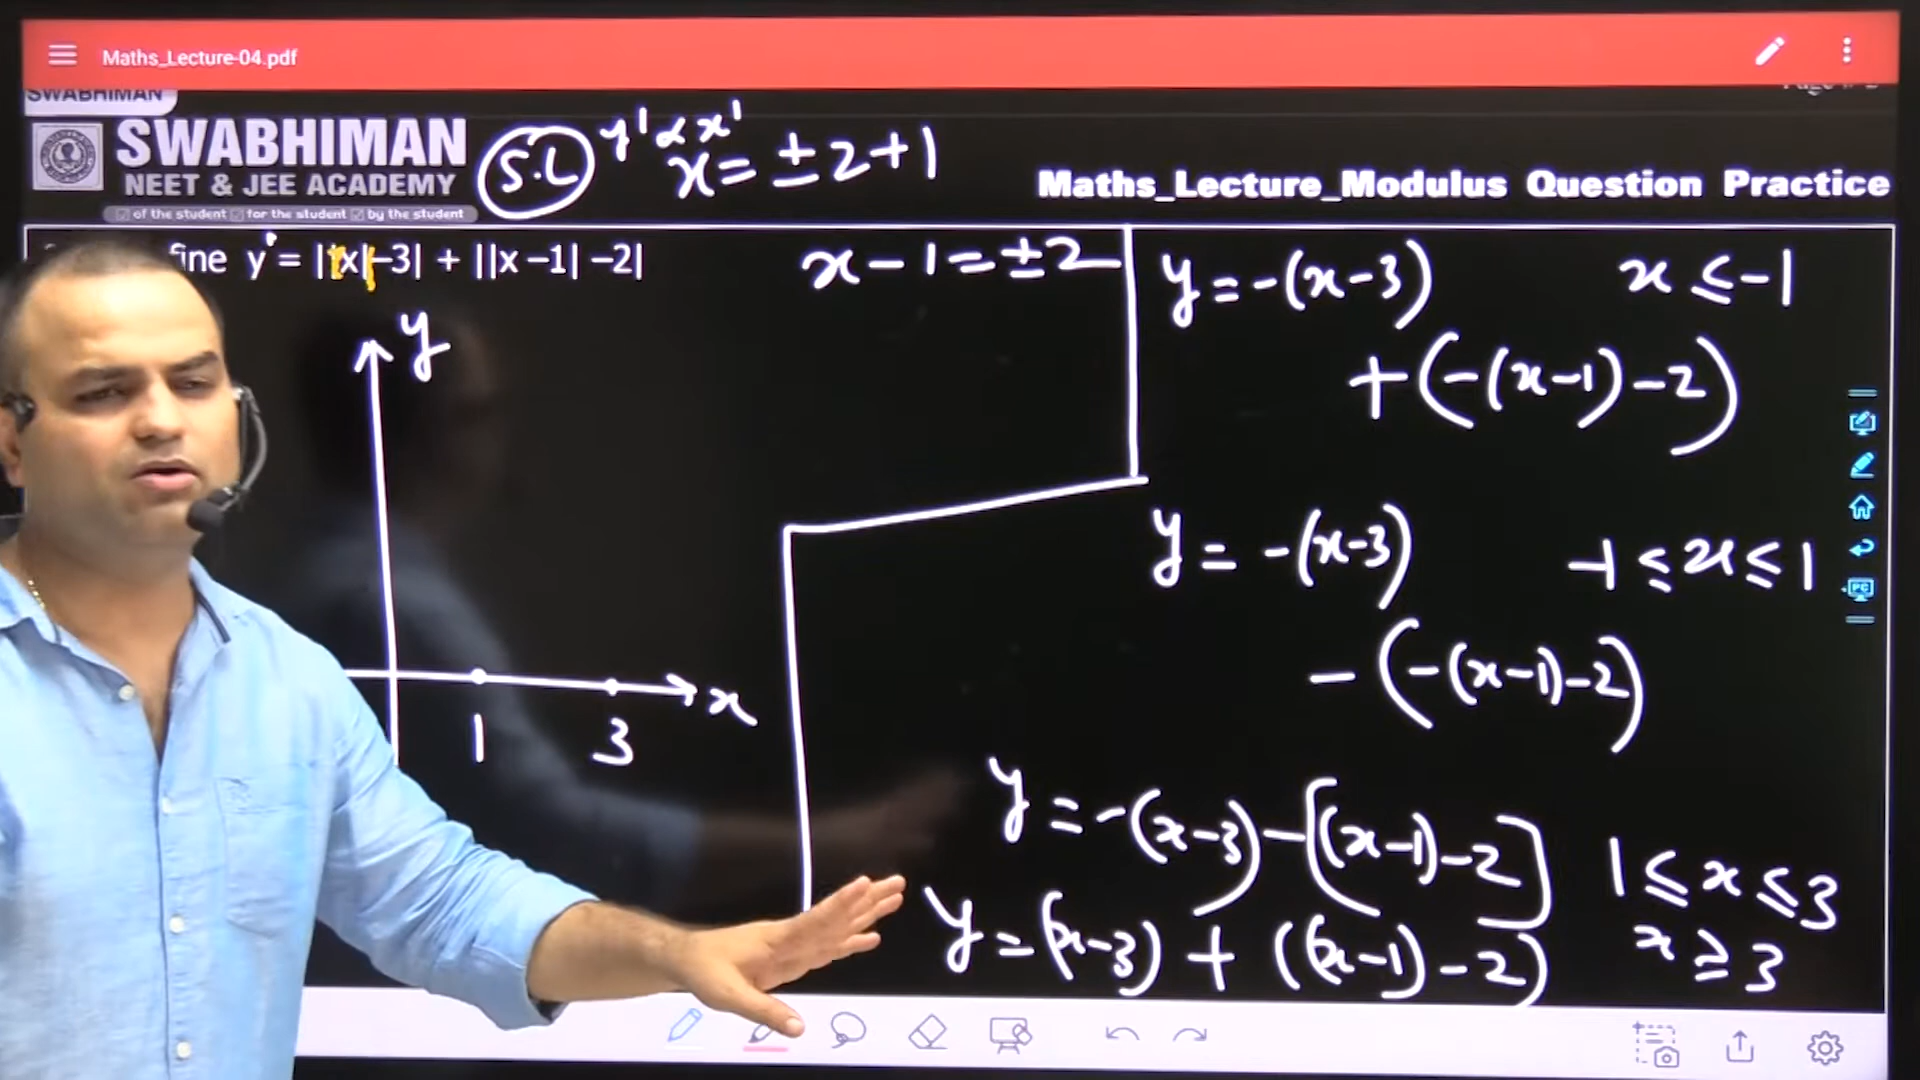 Maths_Lecture-04.pdf
SWABHIMAN
SWABHIMAN
NEET & JEE ACADEMY
of the student for the student by the student
S.L
y' α x'
x = ± 2 + 1
Maths_Lecture_Modulus Question Practice
fine y = ||x|-3| + ||x-1|-2|
x - 1 = ± 2
y = -(x-3) x ≤ -1
+ (-(x-1)-2)
y
y = -(x-3) -1 ≤ x ≤ 1
- (-(x-1)-2)
x
1 3
y = -(x-3) - [(x-1)-2] 1 ≤ x ≤ 3
y = (x-3) + ((x-1)-2) x ≥ 3
PC